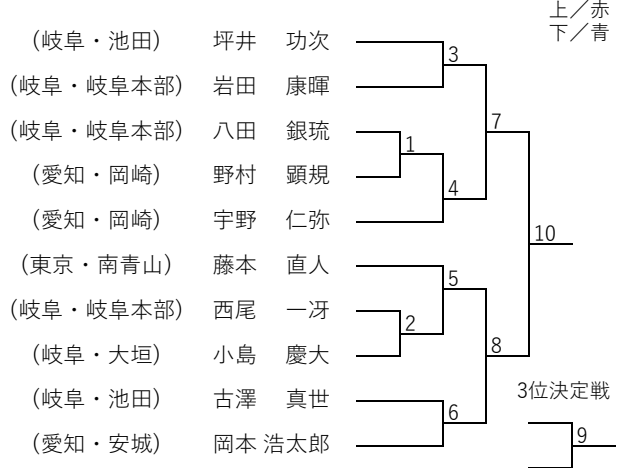 上／赤
下／青
(岐阜・池田) 坪井 功次
3
(岐阜・岐阜本部) 岩田 康暉
7
(岐阜・岐阜本部) 八田 銀琉
1
(愛知・岡崎) 野村 顕規
4
(愛知・岡崎) 宇野 仁弥
10
(東京・南青山) 藤本 直人
5
(岐阜・岐阜本部) 西尾 一冴
2
8
(岐阜・大垣) 小島 慶大
3位決定戦
(岐阜・池田) 古澤 真世
6
9
(愛知・安城) 岡本 浩太郎